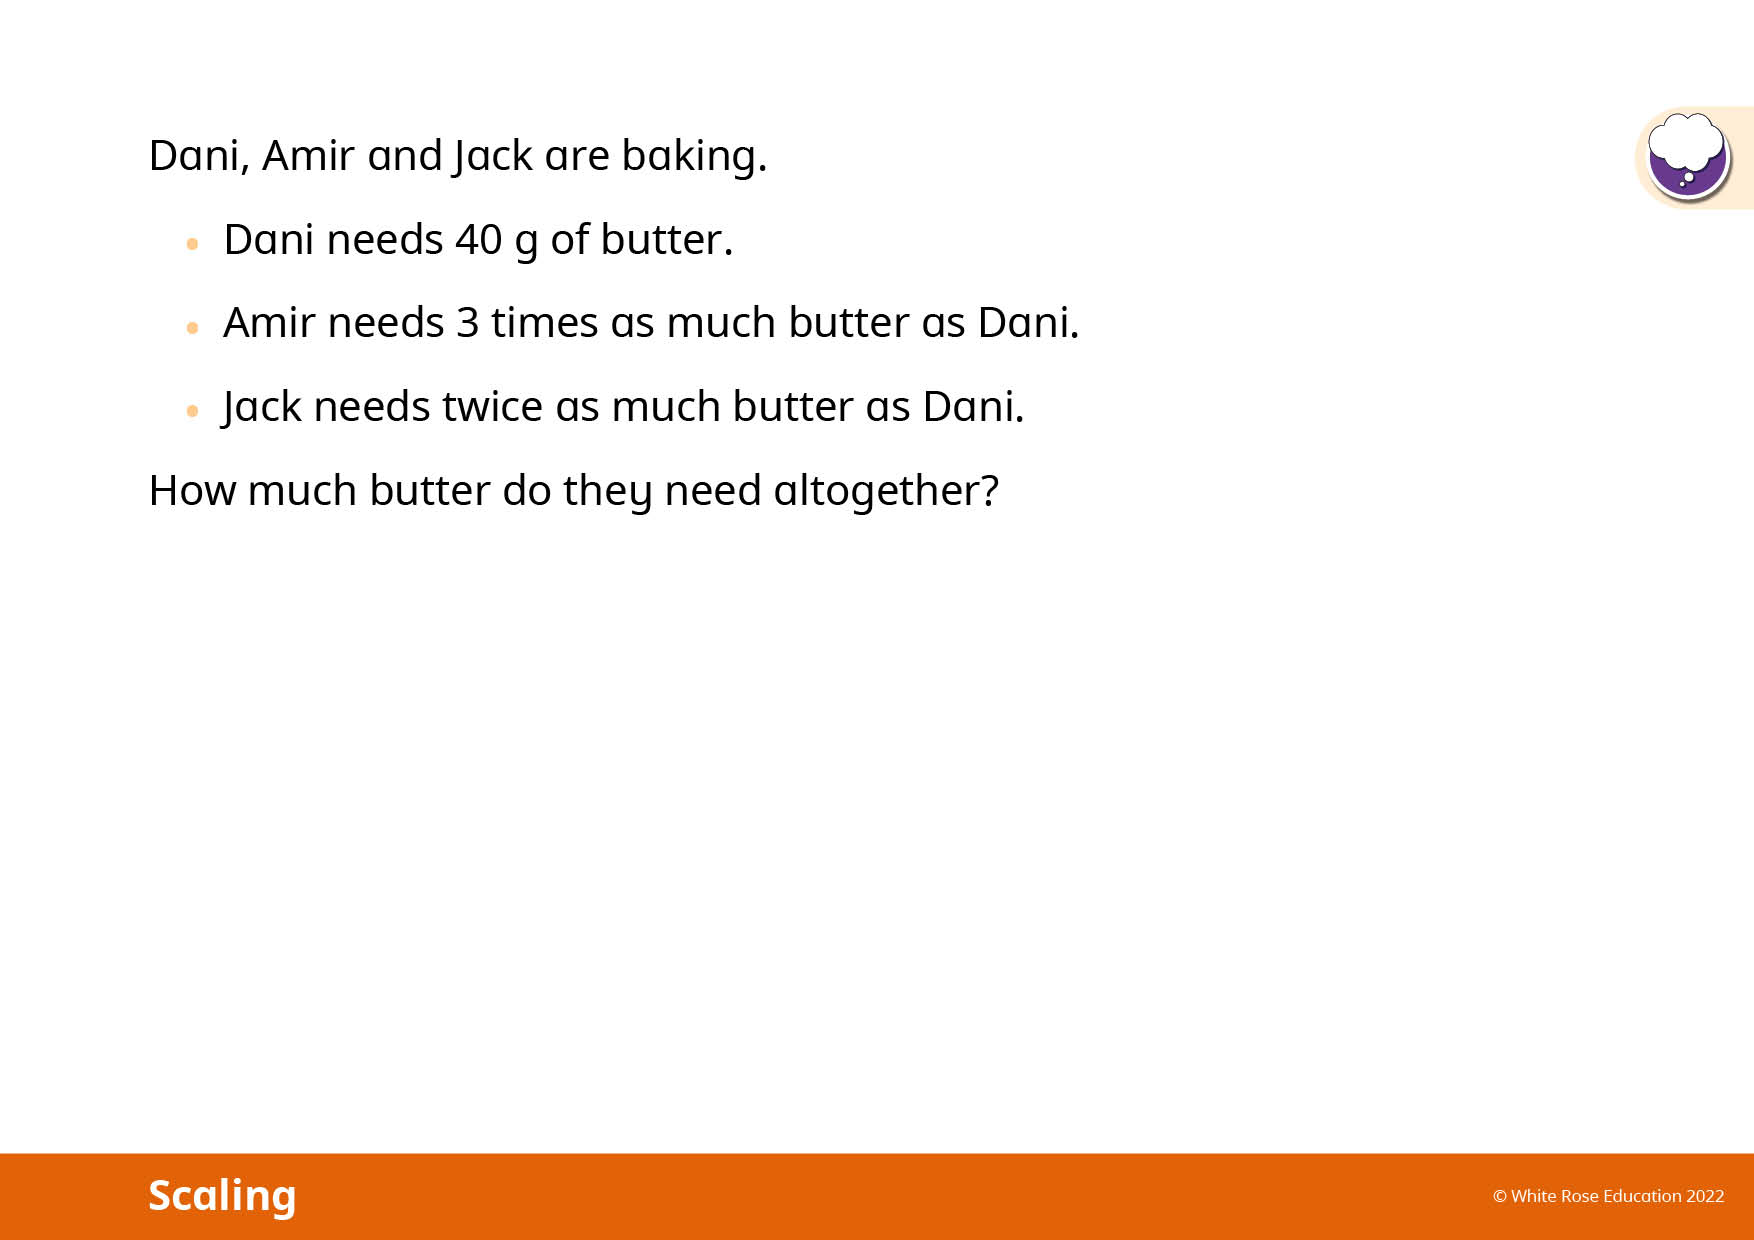 Dani, Amir and Jack are baking.
• Dani needs 40 g of butter.
• Amir needs 3 times as much butter as Dani.
• Jack needs twice as much butter as Dani.
How much butter do they need altogether?
Scaling
© White Rose Education 2022